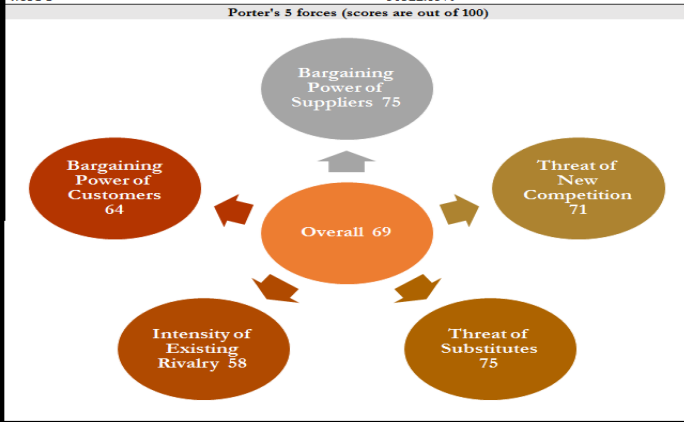 Porter's 5 forces (scores are out of 100)
Bargaining
Power of
Suppliers 75
Bargaining
Power of
Customers
64
Threat of
New
Competition
71
Overall 69
Intensity of
Existing
Rivalry 58
Threat of
Substitutes
75